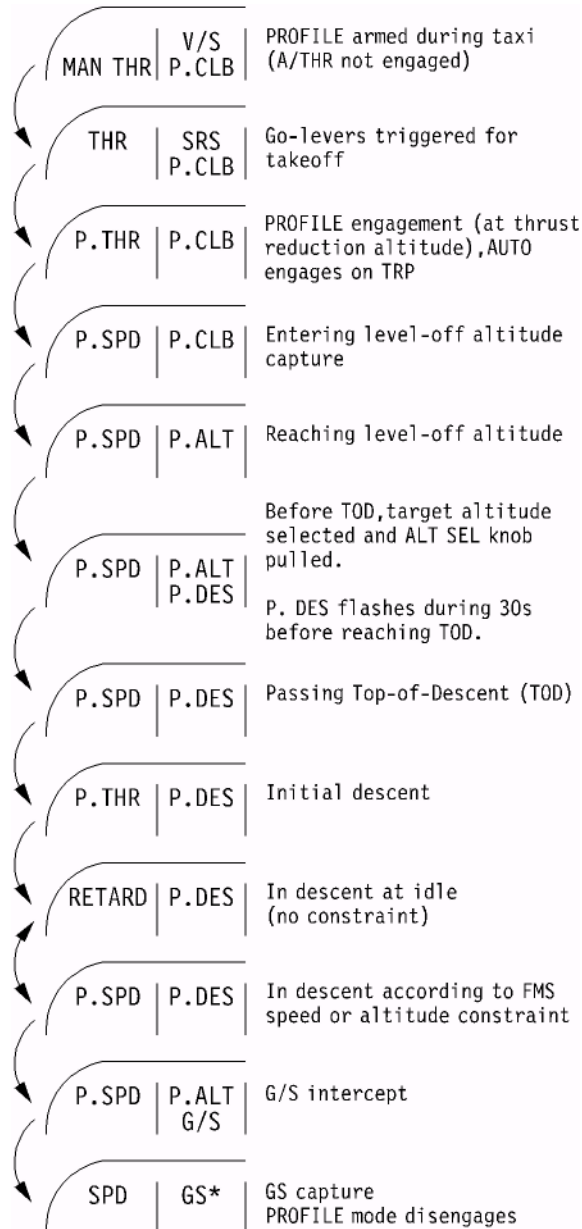 V/S
MAN THR P.CLB
PROFILE armed during taxi
(A/THR not engaged)
THR SRS
P.CLB
Go-levers triggered for
takeoff
P.THR P.CLB
PROFILE engagement (at thrust
reduction altitude),AUTO
engages on TRP
P.SPD P.CLB
Entering level-off altitude
capture
P.SPD P.ALT
Reaching level-off altitude
P.SPD P.ALT
P.DES
Before TOD,target altitude
selected and ALT SEL knob
pulled.
P. DES flashes during 30s
before reaching TOD.
P.SPD P.DES
Passing Top-of-Descent (TOD)
P.THR P.DES
Initial descent
RETARD P.DES
In descent at idle
(no constraint)
P.SPD P.DES
In descent according to FMS
speed or altitude constraint
P.SPD P.ALT
G/S
G/S intercept
SPD GS*
GS capture
PROFILE mode disengages